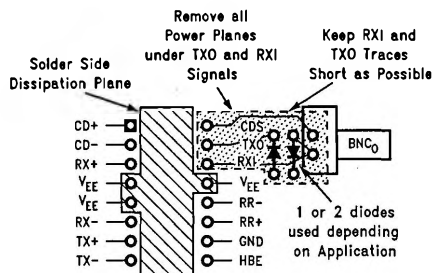 Remove all
Power Planes
under TXO and RXI
Signals
Keep RXI and
TXO Traces
Short as Possible
Solder Side
Dissipation Plane
CD+
CD-
RX+
VEE
VEE
RX-
TX+
TX-
CDS
TXO
RXI
VEE
RR-
RR+
GND
HBE
BNCO
1 or 2 diodes
used depending
on Application